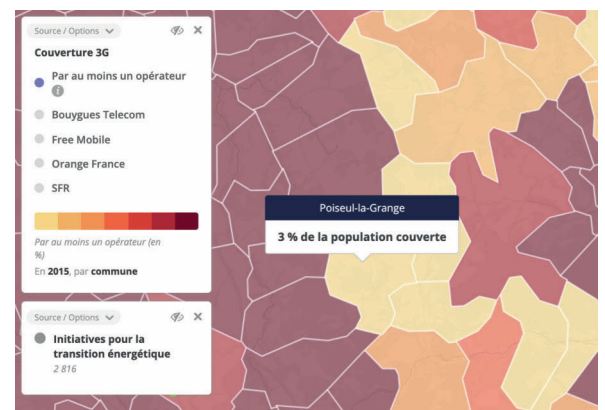 Source / Options
Couverture 3G
Par au moins un opérateur
i
Bouygues Telecom
Free Mobile
Orange France
SFR
Par au moins un opérateur (en
%)
En 2015, par commune
Poiseul-la-Grange
3 % de la population couverte
Source / Options
Initiatives pour la
transition énergétique
2 816